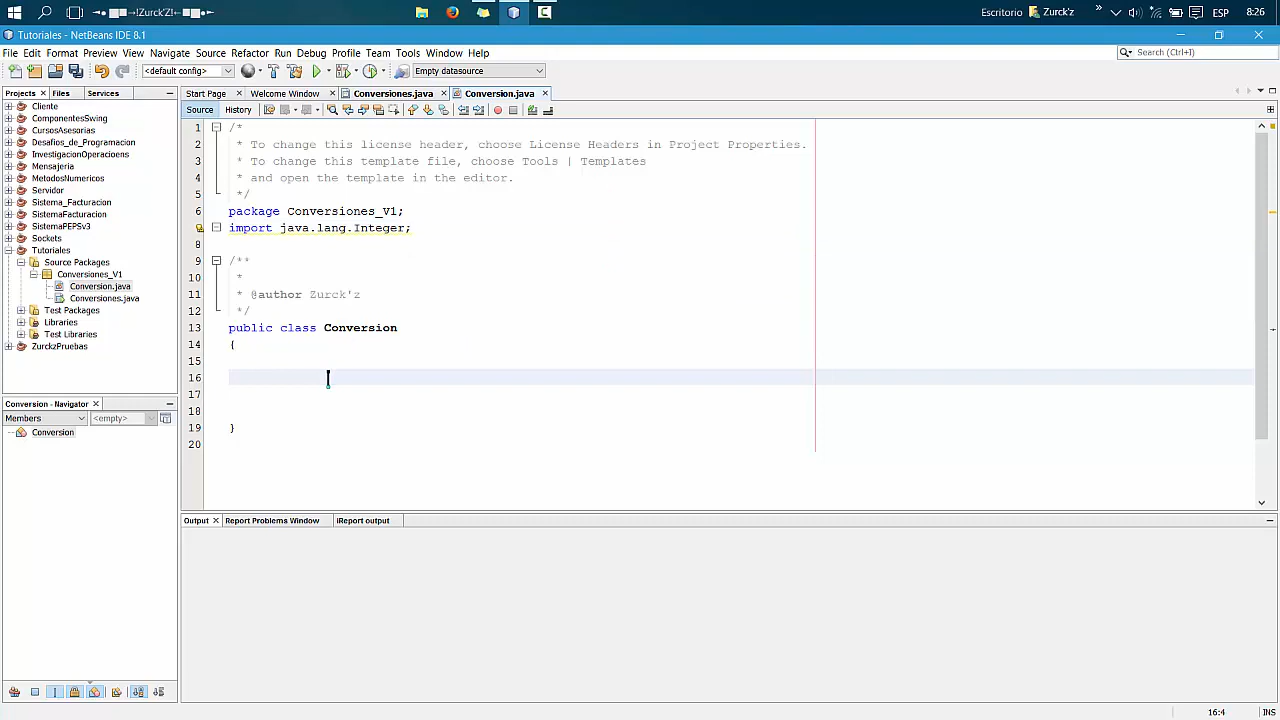 →!Zurck'Z!←
Escritorio
Zurck'z
»
ESP
8:26
Tutoriales - NetBeans IDE 8.1
File Edit Format Preview View Navigate Source Refactor Run Debug Profile Team Tools Window Help
Search (Ctrl+I)
<default config>
Empty datasource
Projects Files Services
Start Page Welcome Window Conversiones.java Conversion.java
Source History
Cliente
ComponentesSwing
CursosAsesorias
Desafios_de_Programacion
InvestigacionOperacioens
Mensajeria
MetodosNumericos
Servidor
Sistema_Facturacion
SistemaFacturacion
SistemaPEPSv3
Sockets
Tutoriales
Source Packages
Conversiones_V1
Conversion.java
Conversiones.java
Test Packages
Libraries
Test Libraries
ZurckzPruebas
1 /*
2 * To change this license header, choose License Headers in Project Properties.
3 * To change this template file, choose Tools | Templates
4 * and open the template in the editor.
5 */
6 package Conversiones_V1;
7 import java.lang.Integer;
8
9 /**
10 *
11 * @author Zurck'z
12 */
13 public class Conversion
14 {
15
16
17
18
19 }
20
Conversion - Navigator
Members
<empty>
Conversion
Output Report Problems Window iReport output
16:4 INS